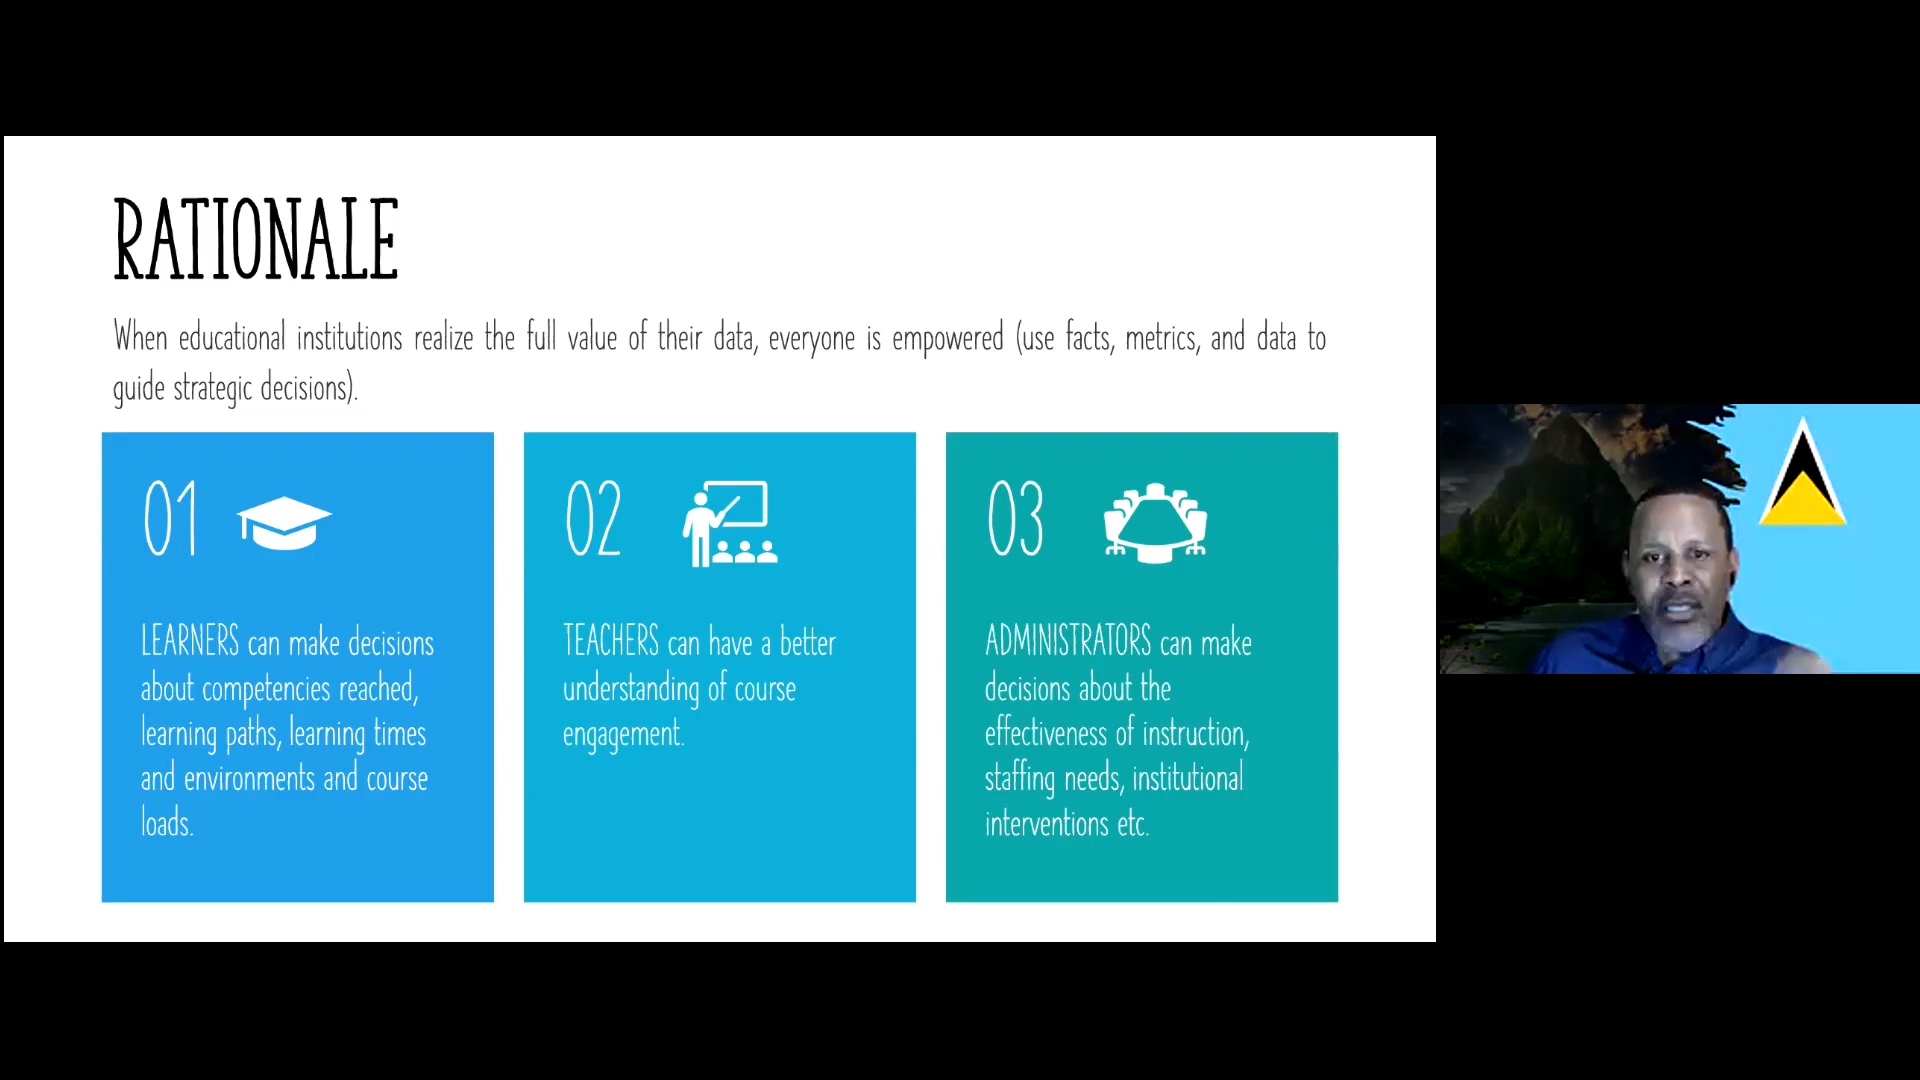 RATIONALE
When educational institutions realize the full value of their data, everyone is empowered (use facts, metrics, and data to
guide strategic decisions).
01
LEARNERS can make decisions
about competencies reached,
learning paths, learning times
and environments and course
loads.
02
TEACHERS can have a better
understanding of course
engagement.
03
ADMINISTRATORS can make
decisions about the
effectiveness of instruction,
staffing needs, institutional
interventions etc.